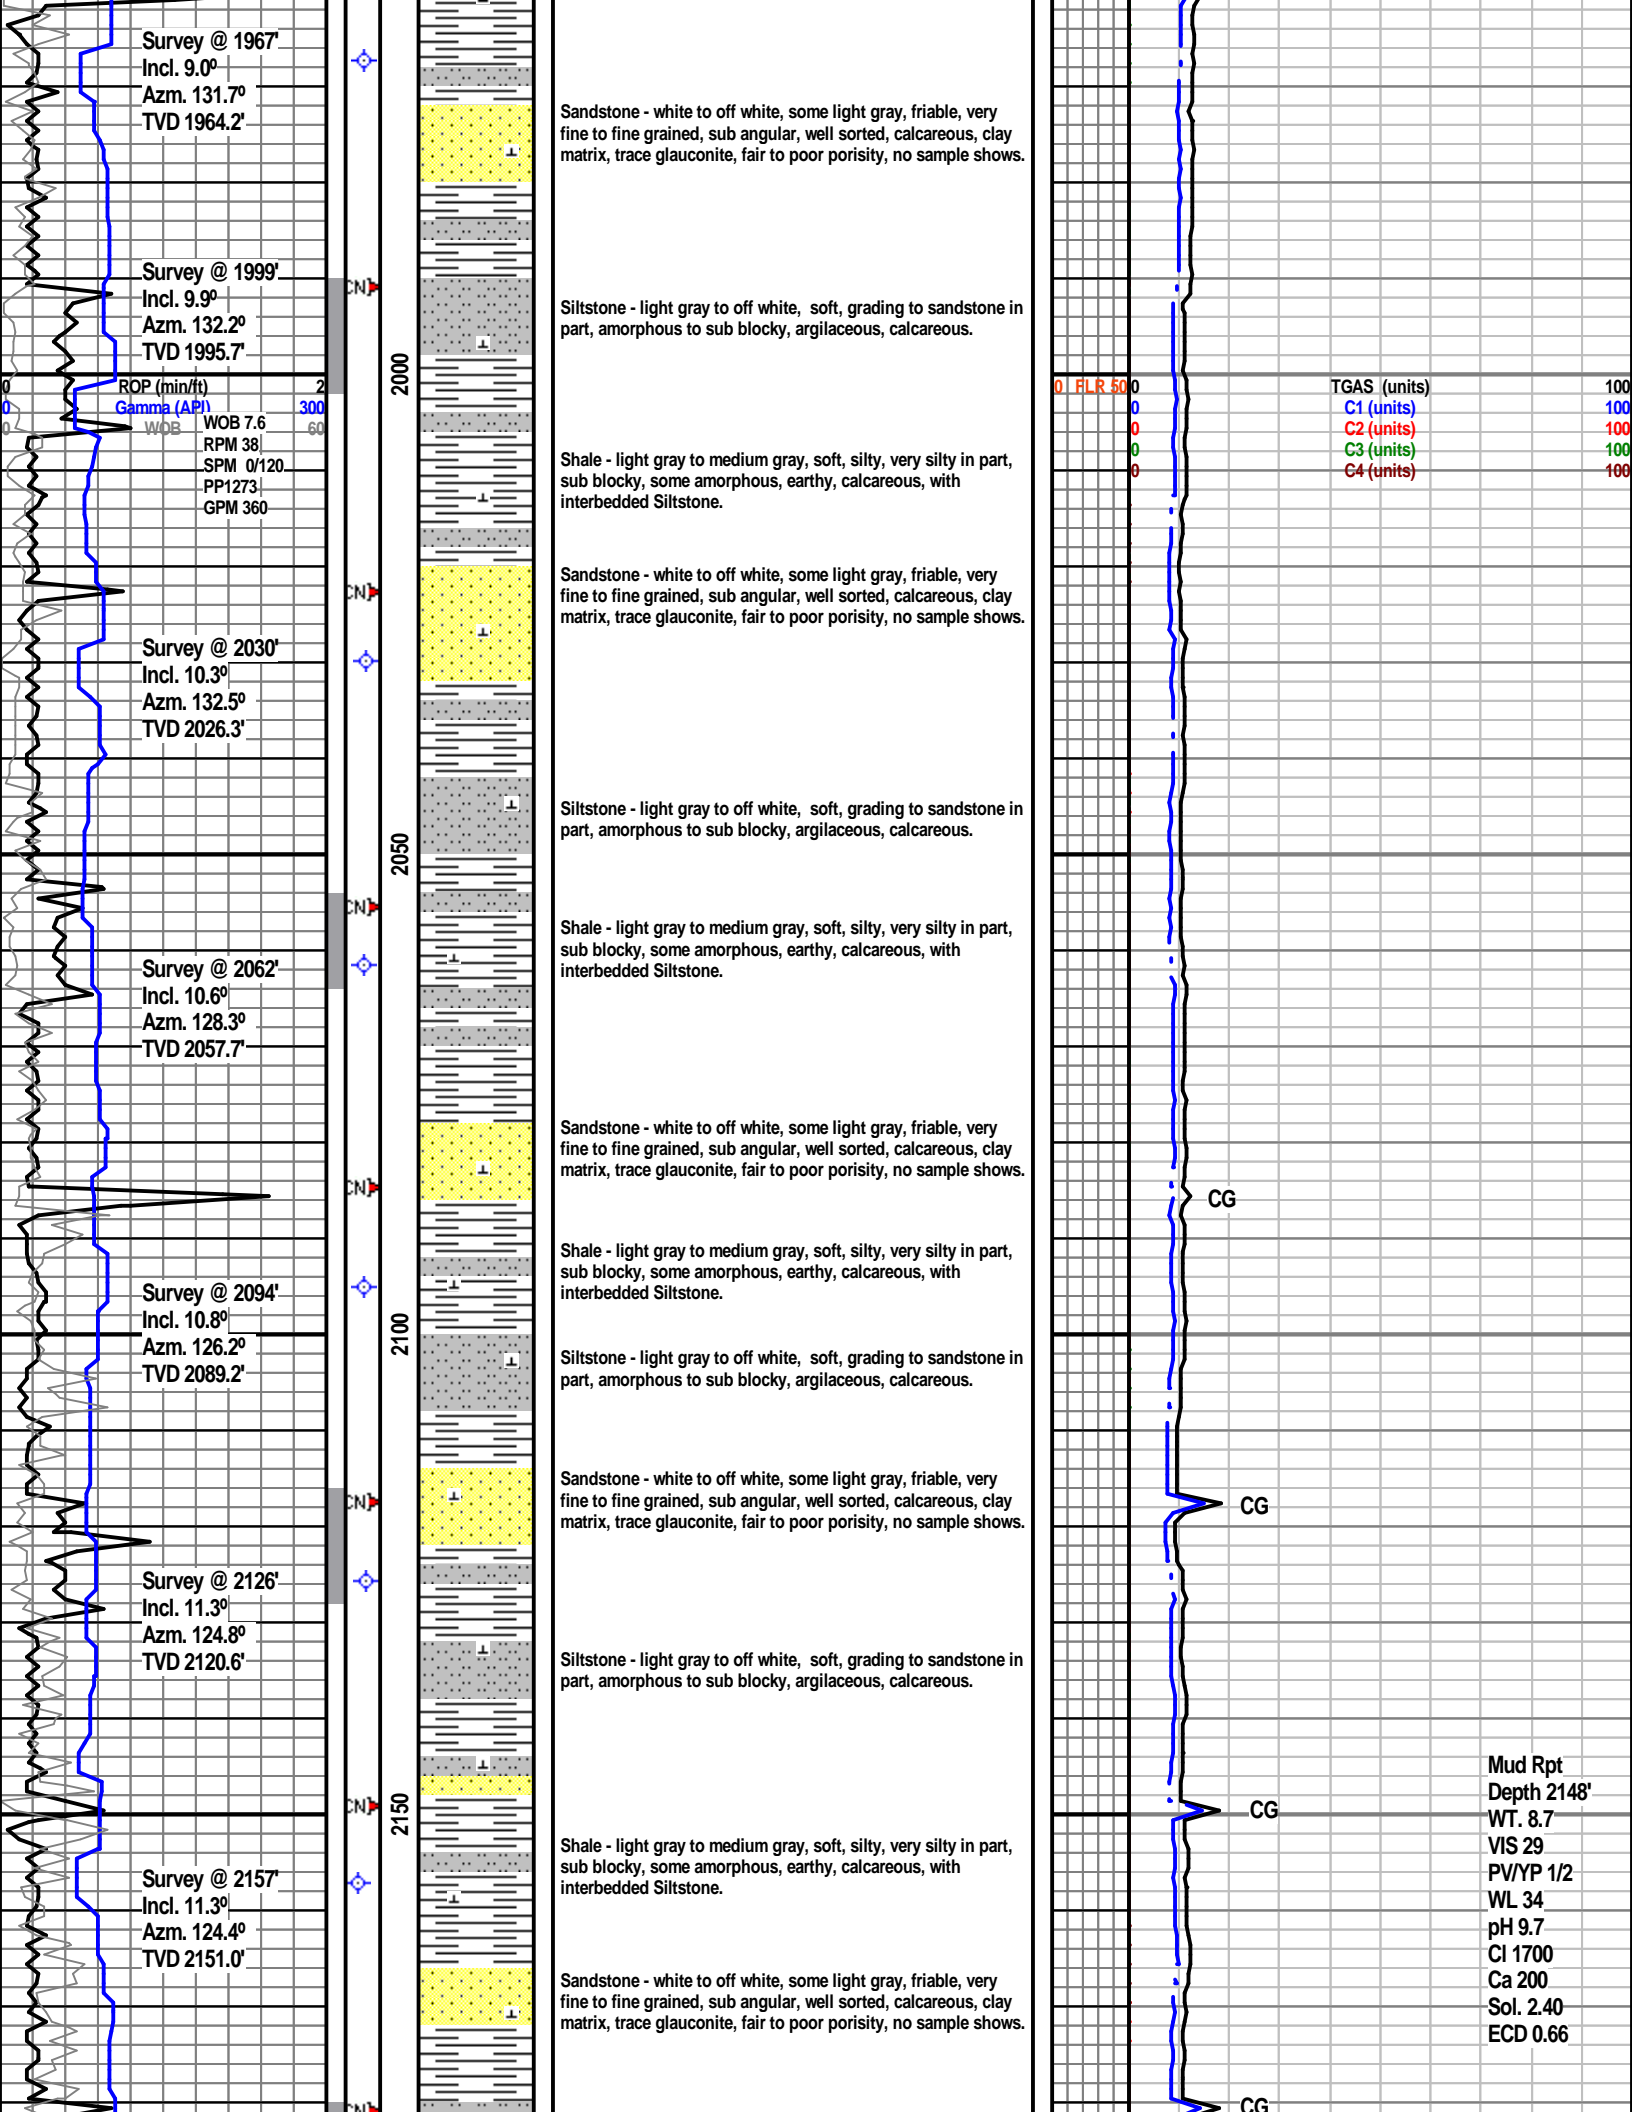 Survey @ 1967'
Incl. 9.0º
Azm. 131.7º
TVD 1964.2'
Sandstone - white to off white, some light gray, friable, very
fine to fine grained, sub angular, well sorted, calcareous, clay
matrix, trace glauconite, fair to poor porisity, no sample shows.
Survey @ 1999'
Incl. 9.9º
Azm. 132.2º
TVD 1995.7'
CN]
Siltstone - light gray to off white, soft, grading to sandstone in
part, amorphous to sub blocky, argilaceous, calcareous.
2000
0 ROP (min/ft) 2
0 Gamma (API) 300
0 WOB 60
WOB 7.6
RPM 38
SPM 0/120
PP1273
GPM 360
0 FLR 50
0 TGAS (units) 100
0 C1 (units) 100
0 C2 (units) 100
0 C3 (units) 100
0 C4 (units) 100
Shale - light gray to medium gray, soft, silty, very silty in part,
sub blocky, some amorphous, earthy, calcareous, with
interbedded Siltstone.
CN]
Sandstone - white to off white, some light gray, friable, very
fine to fine grained, sub angular, well sorted, calcareous, clay
matrix, trace glauconite, fair to poor porisity, no sample shows.
Survey @ 2030'
Incl. 10.3º
Azm. 132.5º
TVD 2026.3'
Siltstone - light gray to off white, soft, grading to sandstone in
part, amorphous to sub blocky, argilaceous, calcareous.
2050
CN]
Shale - light gray to medium gray, soft, silty, very silty in part,
sub blocky, some amorphous, earthy, calcareous, with
interbedded Siltstone.
Survey @ 2062'
Incl. 10.6º
Azm. 128.3º
TVD 2057.7'
Sandstone - white to off white, some light gray, friable, very
fine to fine grained, sub angular, well sorted, calcareous, clay
matrix, trace glauconite, fair to poor porisity, no sample shows.
CN]
CG
Shale - light gray to medium gray, soft, silty, very silty in part,
sub blocky, some amorphous, earthy, calcareous, with
interbedded Siltstone.
Survey @ 2094'
Incl. 10.8º
Azm. 126.2º
TVD 2089.2'
2100
Siltstone - light gray to off white, soft, grading to sandstone in
part, amorphous to sub blocky, argilaceous, calcareous.
Sandstone - white to off white, some light gray, friable, very
fine to fine grained, sub angular, well sorted, calcareous, clay
matrix, trace glauconite, fair to poor porisity, no sample shows.
CN]
CG
Survey @ 2126'
Incl. 11.3º
Azm. 124.8º
TVD 2120.6'
Siltstone - light gray to off white, soft, grading to sandstone in
part, amorphous to sub blocky, argilaceous, calcareous.
2150
CN]
CG
Mud Rpt
Depth 2148'
WT. 8.7
VIS 29
PV/YP 1/2
WL 34
pH 9.7
Cl 1700
Ca 200
Sol. 2.40
ECD 0.66
Shale - light gray to medium gray, soft, silty, very silty in part,
sub blocky, some amorphous, earthy, calcareous, with
interbedded Siltstone.
Survey @ 2157'
Incl. 11.3º
Azm. 124.4º
TVD 2151.0'
Sandstone - white to off white, some light gray, friable, very
fine to fine grained, sub angular, well sorted, calcareous, clay
matrix, trace glauconite, fair to poor porisity, no sample shows.
CN]
CG